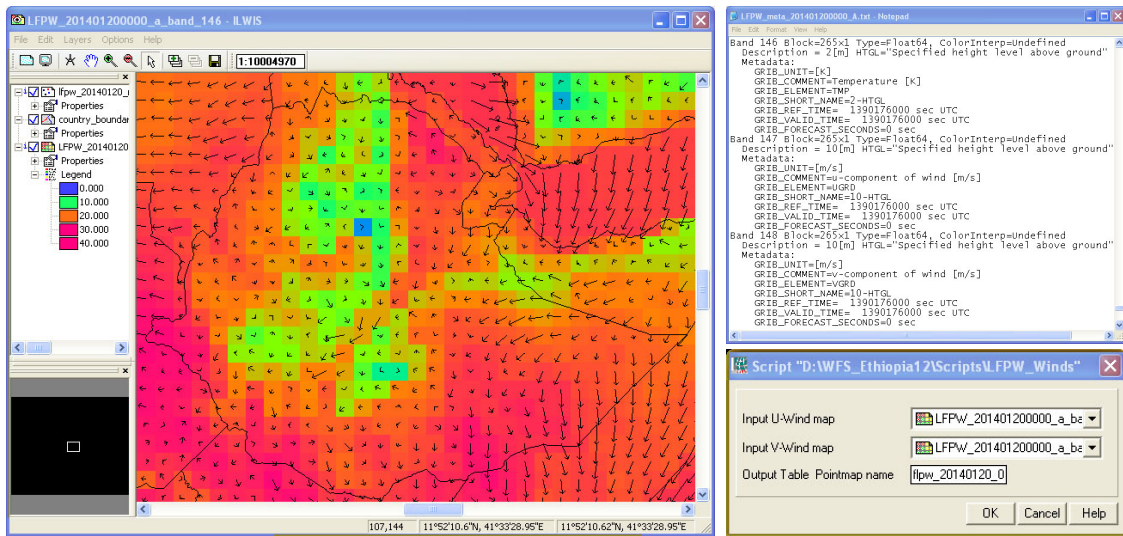 LFPW_201401200000_a_band_146 - ILWIS
File Edit Layers Options Help
1:10004970
lfpw_20140120_
Properties
country_boundar
Properties
LFPW_20140120
Properties
Legend
0.000
10.000
20.000
30.000
40.000
107,144 11°52'10.6"N, 41°33'28.95"E 11°52'10.62"N, 41°33'28.95"E
LFPW_meta_201401200000_A.txt - Notepad
File Edit Format View Help
Band 146 Block=265x1 Type=Float64, ColorInterp=Undefined
Description = 2[m] HTGL="Specified height level above ground"
Metadata:
GRIB_UNIT=[K]
GRIB_COMMENT=Temperature [K]
GRIB_ELEMENT=TMP
GRIB_SHORT_NAME=2-HTGL
GRIB_REF_TIME= 1390176000 sec UTC
GRIB_VALID_TIME= 1390176000 sec UTC
GRIB_FORECAST_SECONDS=0 sec
Band 147 Block=265x1 Type=Float64, ColorInterp=Undefined
Description = 10[m] HTGL="Specified height level above ground"
Metadata:
GRIB_UNIT=[m/s]
GRIB_COMMENT=u-component of wind [m/s]
GRIB_ELEMENT=UGRD
GRIB_SHORT_NAME=10-HTGL
GRIB_REF_TIME= 1390176000 sec UTC
GRIB_VALID_TIME= 1390176000 sec UTC
GRIB_FORECAST_SECONDS=0 sec
Band 148 Block=265x1 Type=Float64, ColorInterp=Undefined
Description = 10[m] HTGL="Specified height level above ground"
Metadata:
GRIB_UNIT=[m/s]
GRIB_COMMENT=v-component of wind [m/s]
GRIB_ELEMENT=VGRD
GRIB_SHORT_NAME=10-HTGL
GRIB_REF_TIME= 1390176000 sec UTC
GRIB_VALID_TIME= 1390176000 sec UTC
GRIB_FORECAST_SECONDS=0 sec
Script "D:\WFS_Ethiopia12\Scripts\LFPW_Winds"
Input U-Wind map LFPW_201401200000_a_ba
Input V-Wind map LFPW_201401200000_a_ba
Output Table Pointmap name flpw_20140120_0
OK Cancel Help